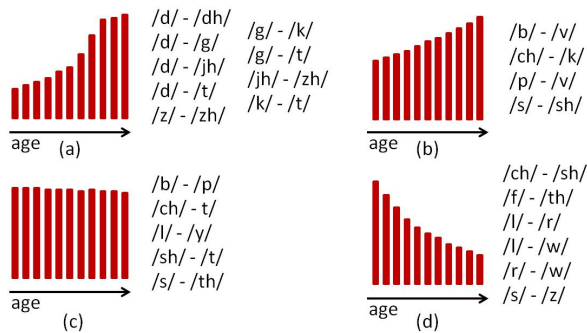 /d/ - /dh/
/d/ - /g/
/d/ - /jh/
/d/ - /t/
/z/ - /zh/
/g/ - /k/
/g/ - /t/
/jh/ - /zh/
/k/ - /t/
age
(a)
/b/ - /v/
/ch/ - /k/
/p/ - /v/
/s/ - /sh/
age
(b)
/b/ - /p/
/ch/ - t/
/l/ - /y/
/sh/ - /t/
/s/ - /th/
age
(c)
/ch/ - /sh/
/f/ - /th/
/l/ - /r/
/l/ - /w/
/r/ - /w/
/s/ - /z/
age
(d)